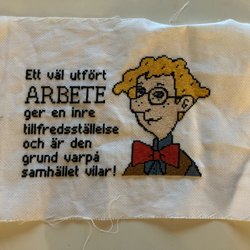 Ett väl utfört
ARBETE
ger en inre
tillfredsställelse
och är den
grund varpå
samhället vilar!